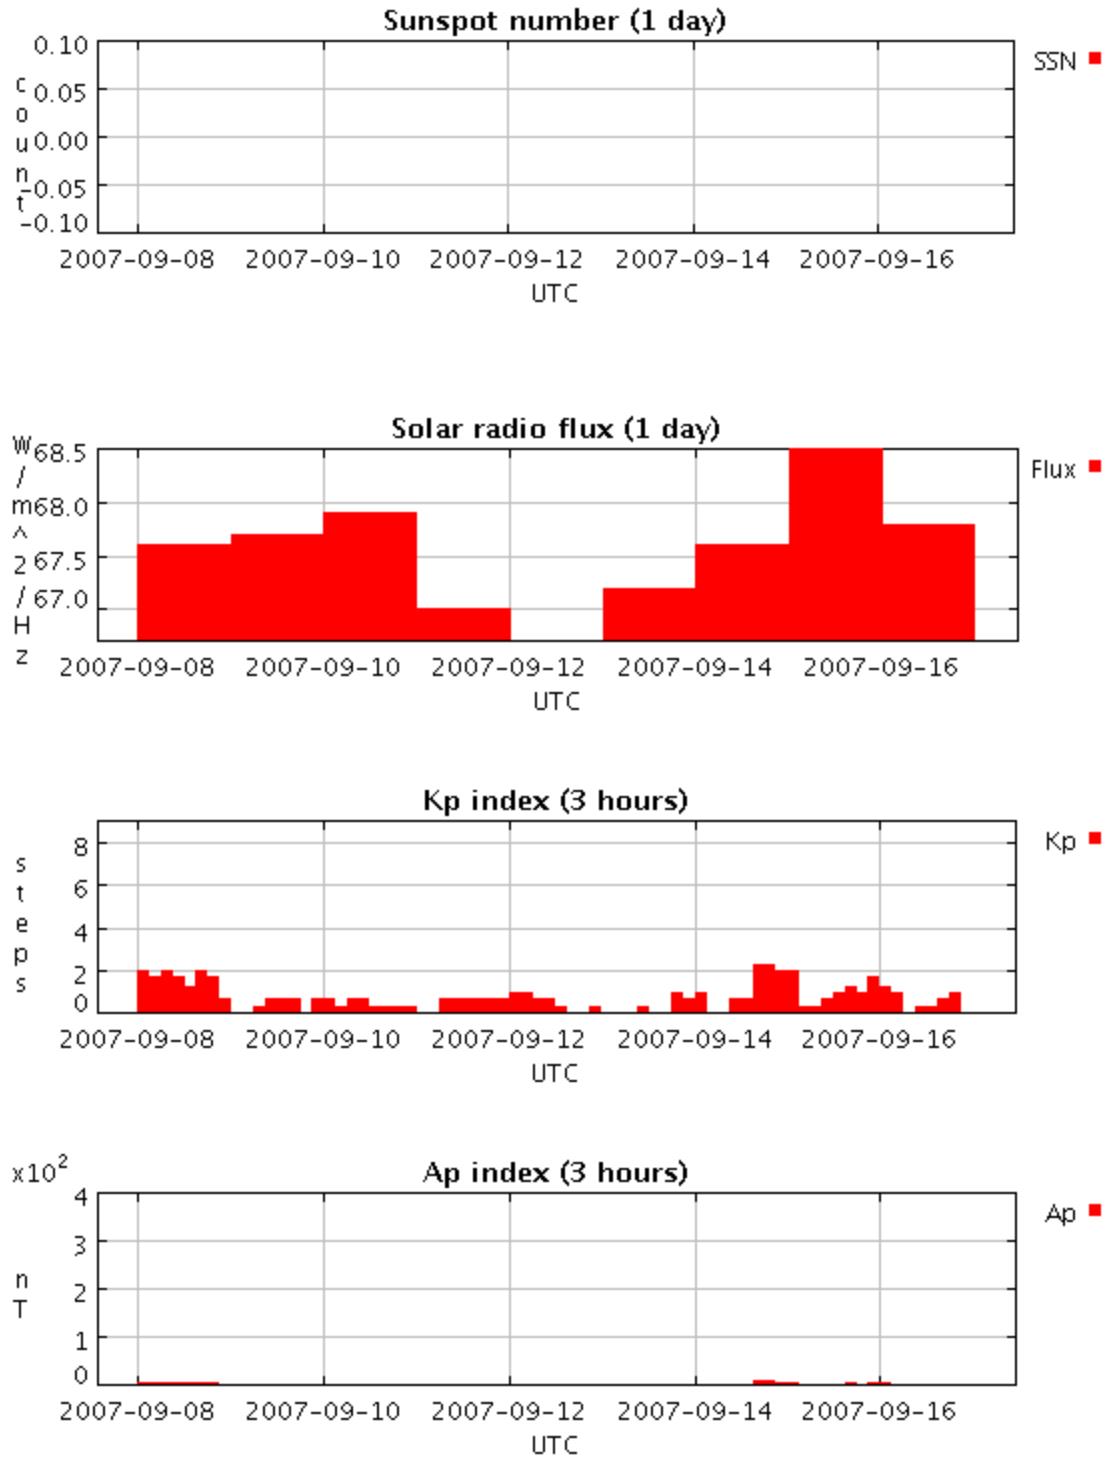 Sunspot number (1 day)
0.10
0.05
0.00
-0.05
-0.10
count
SSN
2007-09-08 2007-09-10 2007-09-12 2007-09-14 2007-09-16
UTC
Solar radio flux (1 day)
W/m^2/Hz
68.5
68.0
67.5
67.0
Flux
2007-09-08 2007-09-10 2007-09-12 2007-09-14 2007-09-16
UTC
Kp index (3 hours)
steps
8
6
4
2
0
Kp
2007-09-08 2007-09-10 2007-09-12 2007-09-14 2007-09-16
UTC
x10²
Ap index (3 hours)
nT
4
3
2
1
0
Ap
2007-09-08 2007-09-10 2007-09-12 2007-09-14 2007-09-16
UTC